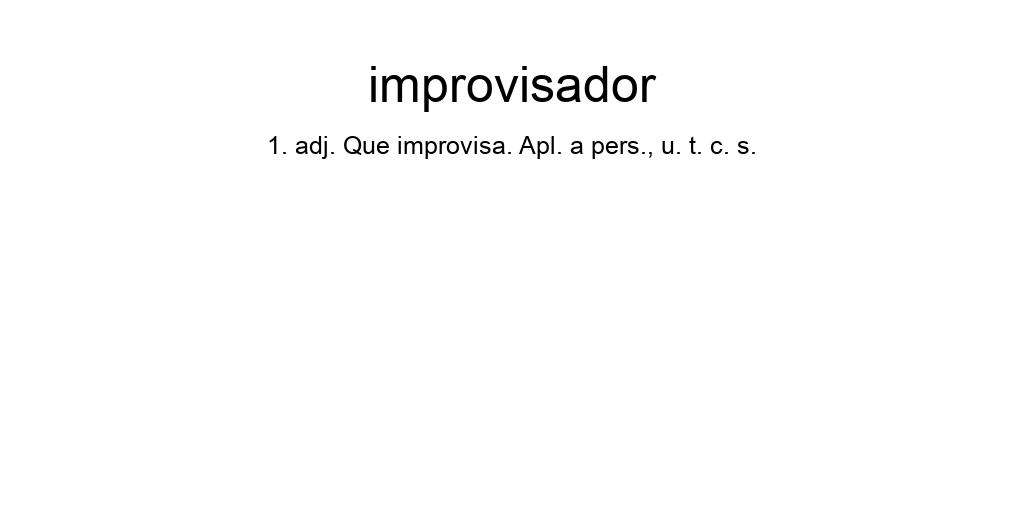 improvisador
1. adj. Que improvisa. Apl. a pers., u. t. c. s.